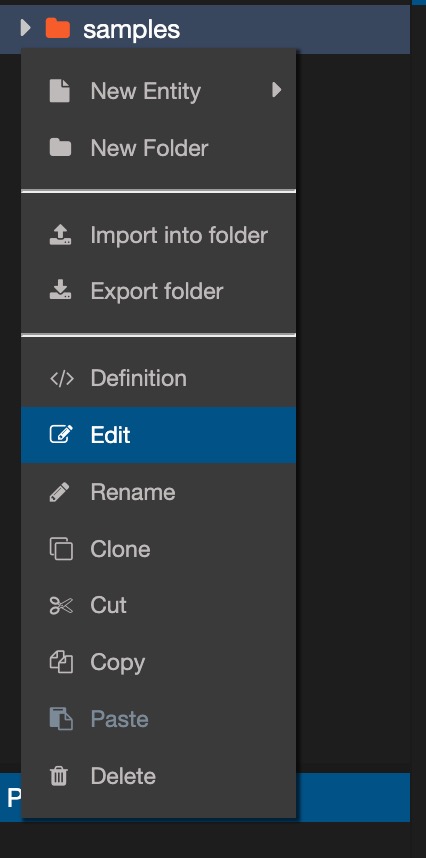 samples
New Entity
New Folder
Import into folder
Export folder
Definition
Edit
Rename
Clone
Cut
Copy
Paste
Delete
P